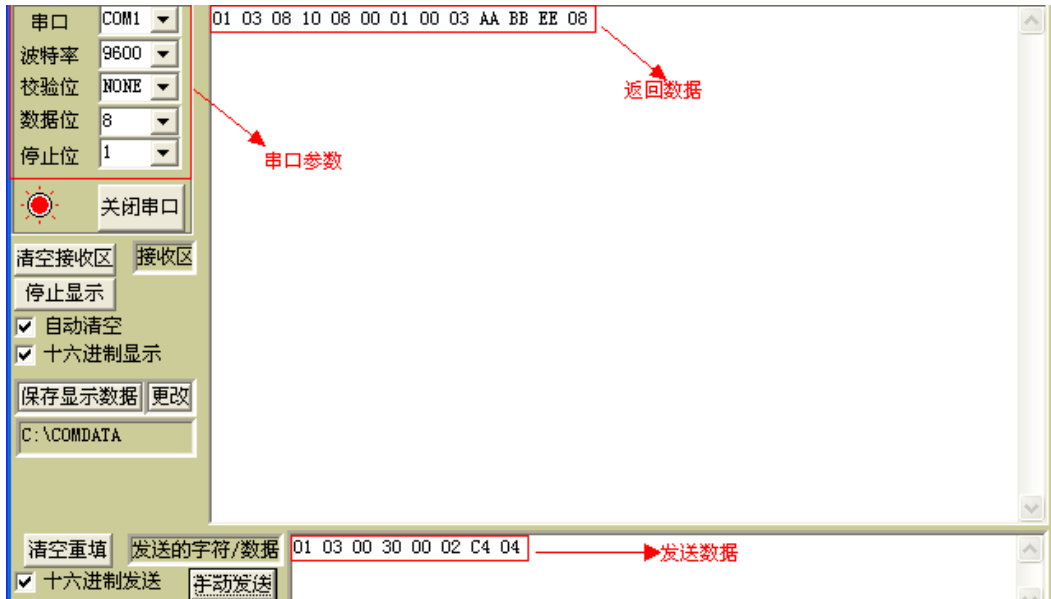 串口 COM1
01 03 08 10 08 00 01 00 03 AA BB EE 08
波特率 9600
校验位 NONE
返回数据
数据位 8
停止位 1
串口参数
关闭串口
清空接收区 接收区
停止显示
自动清空
十六进制显示
保存显示数据 更改
C:\COMDATA
清空重填 发送的字符/数据 01 03 00 30 00 02 C4 04
发送数据
十六进制发送 手动发送